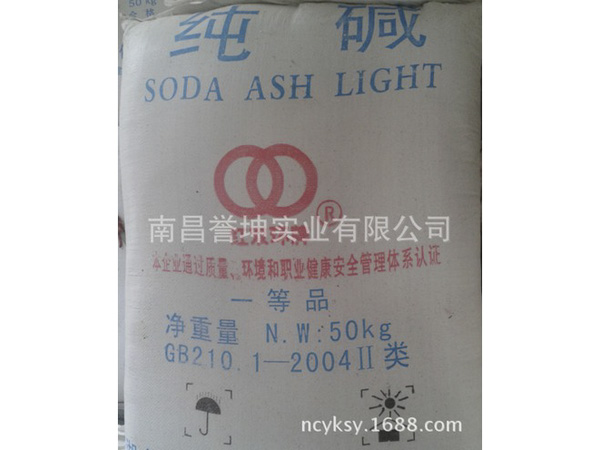 50kg
纯 碱
SODA ASH LIGHT
®
南昌誉坤实业有限公司
本企业通过质量、环境和职业健康安全管理体系认证
一等品
净重量 N.W:50kg
GB210.1—2004Ⅱ类
ncyksy.1688.com